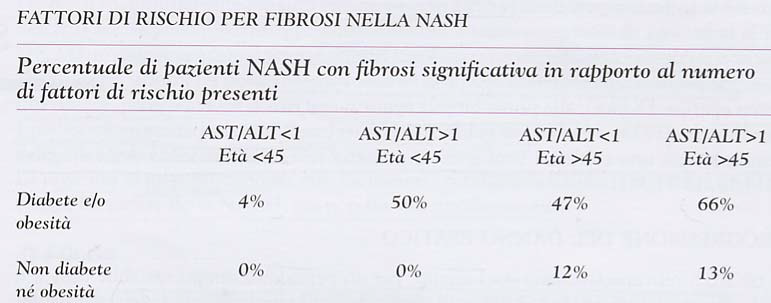 FATTORI DI RISCHIO PER FIBROSI NELLA NASH
Percentuale di pazienti NASH con fibrosi significativa in rapporto al numero
di fattori di rischio presenti
AST/ALT<1 AST/ALT>1 AST/ALT<1 AST/ALT>1
Età <45 Età <45 Età >45 Età >45
Diabete e/o 4% 50% 47% 66%
obesità
Non diabete 0% 0% 12% 13%
né obesità